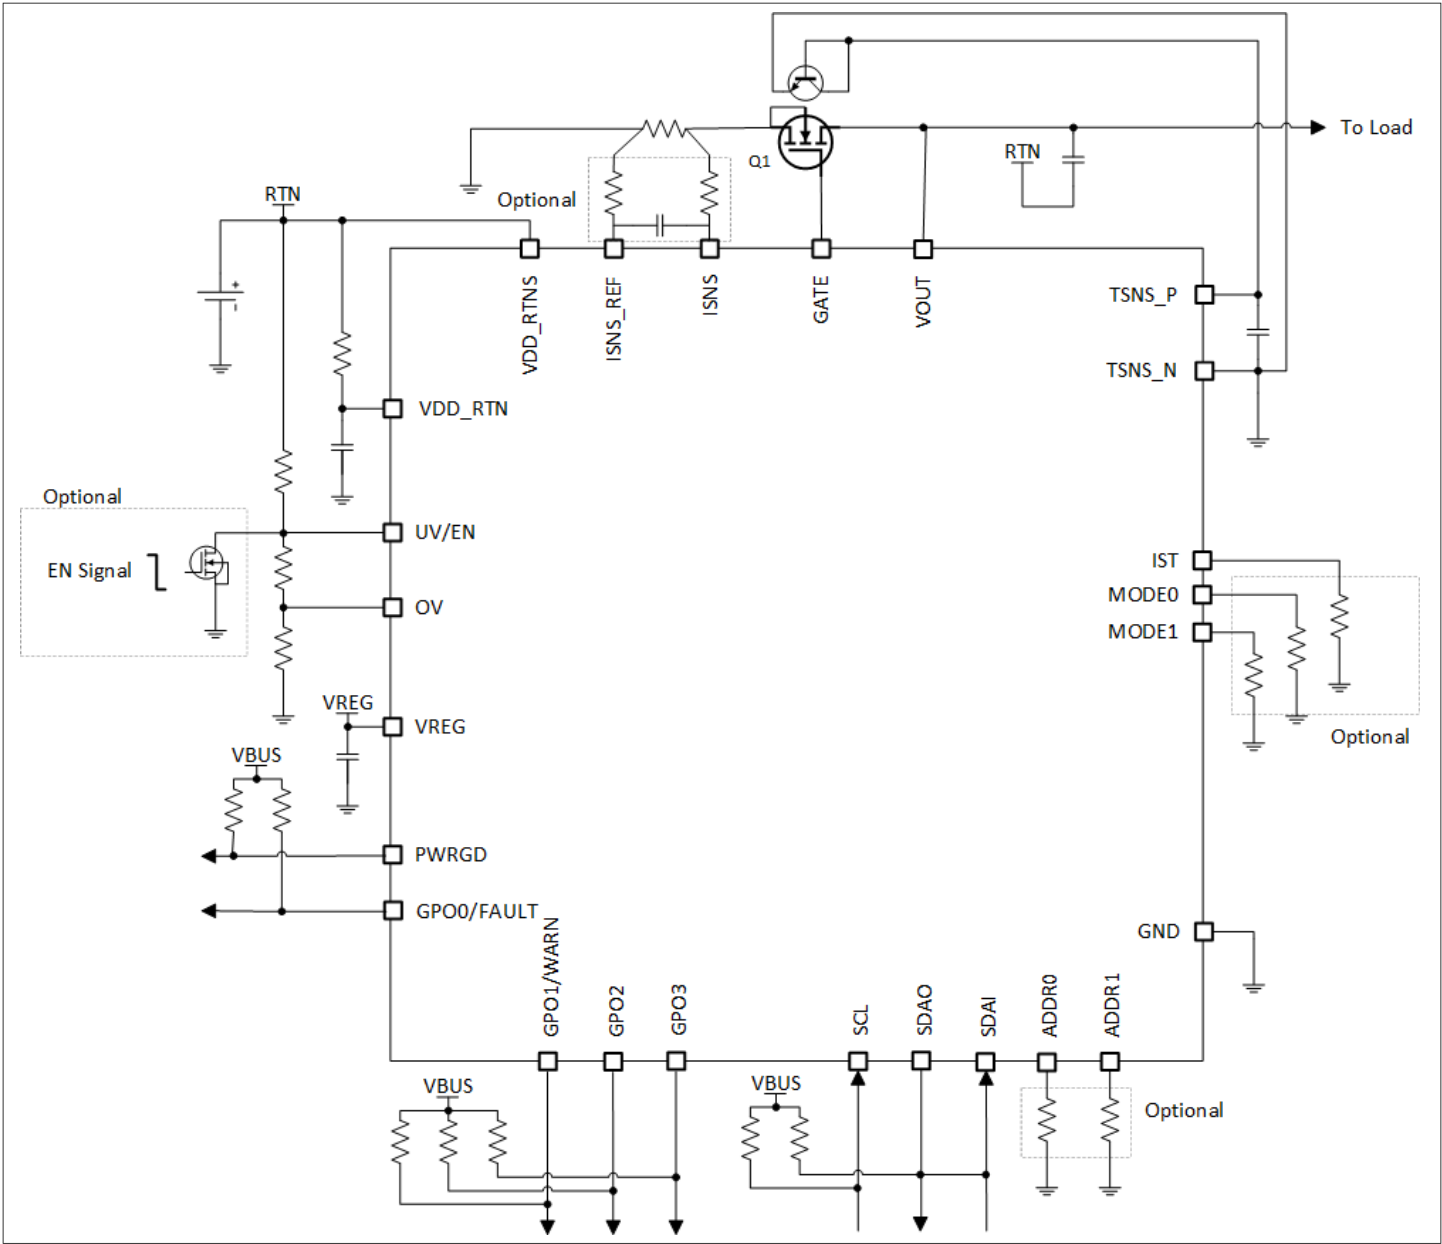 To Load
RTN
Q1
Optional
RTN
VDD_RTNS
ISNS_REF
ISNS
GATE
VOUT
TSNS_P
TSNS_N
+
VDD_RTN
Optional
EN Signal
UV/EN
OV
IST
MODE0
MODE1
Optional
VREG
VREG
VBUS
PWRGD
GPO0/FAULT
GND
GPO1/WARN
GPO2
GPO3
SCL
SDAO
SDAI
ADDR0
ADDR1
VBUS
VBUS
Optional